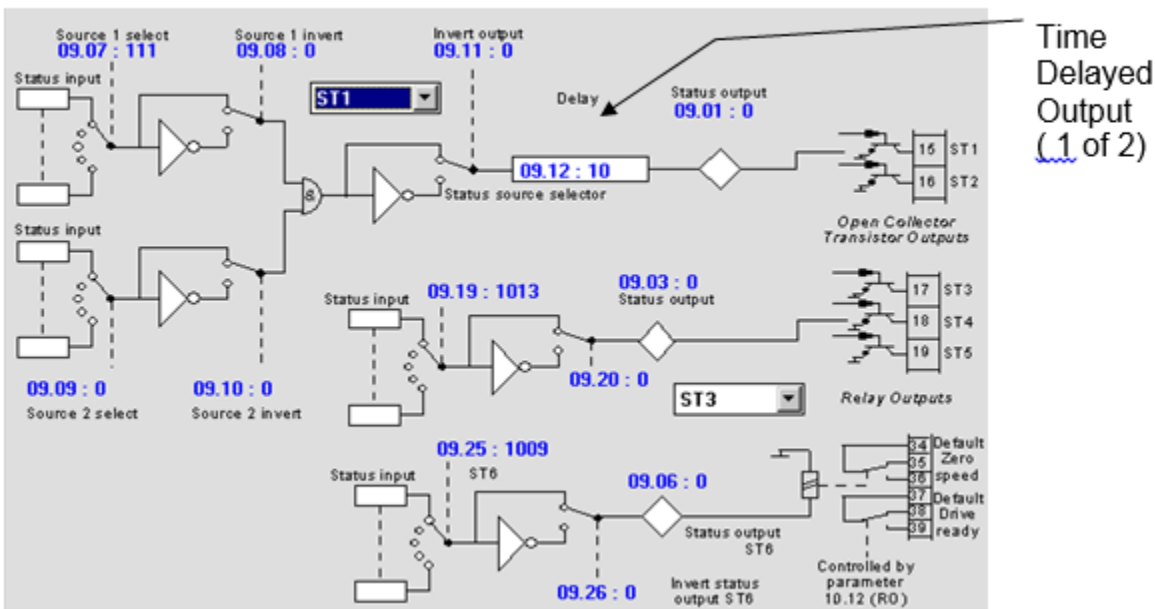 Source 1 select
09.07 : 111
Source 1 invert
09.08 : 0
Invert output
09.11 : 0
Time
Delayed
Output
( 1 of 2)
Status input
ST1
Delay
Status output
09.01 : 0
09.12 : 10
Status source selector
&
15 ST1
16 ST2
Open Collector
Transistor Outputs
Status input
09.09 : 0
Source 2 select
09.10 : 0
Source 2 invert
Status input
09.19 : 1013
09.03 : 0
Status output
09.20 : 0
ST3
17 ST3
18 ST4
19 ST5
Relay Outputs
Status input
09.25 : 1009
ST6
09.06 : 0
Status output
ST6
09.26 : 0
Invert status
output ST6
34
35
36
37
38
39
Default
Zero
speed
Default
Drive
ready
Controlled by
parameter
10.12 (RO)